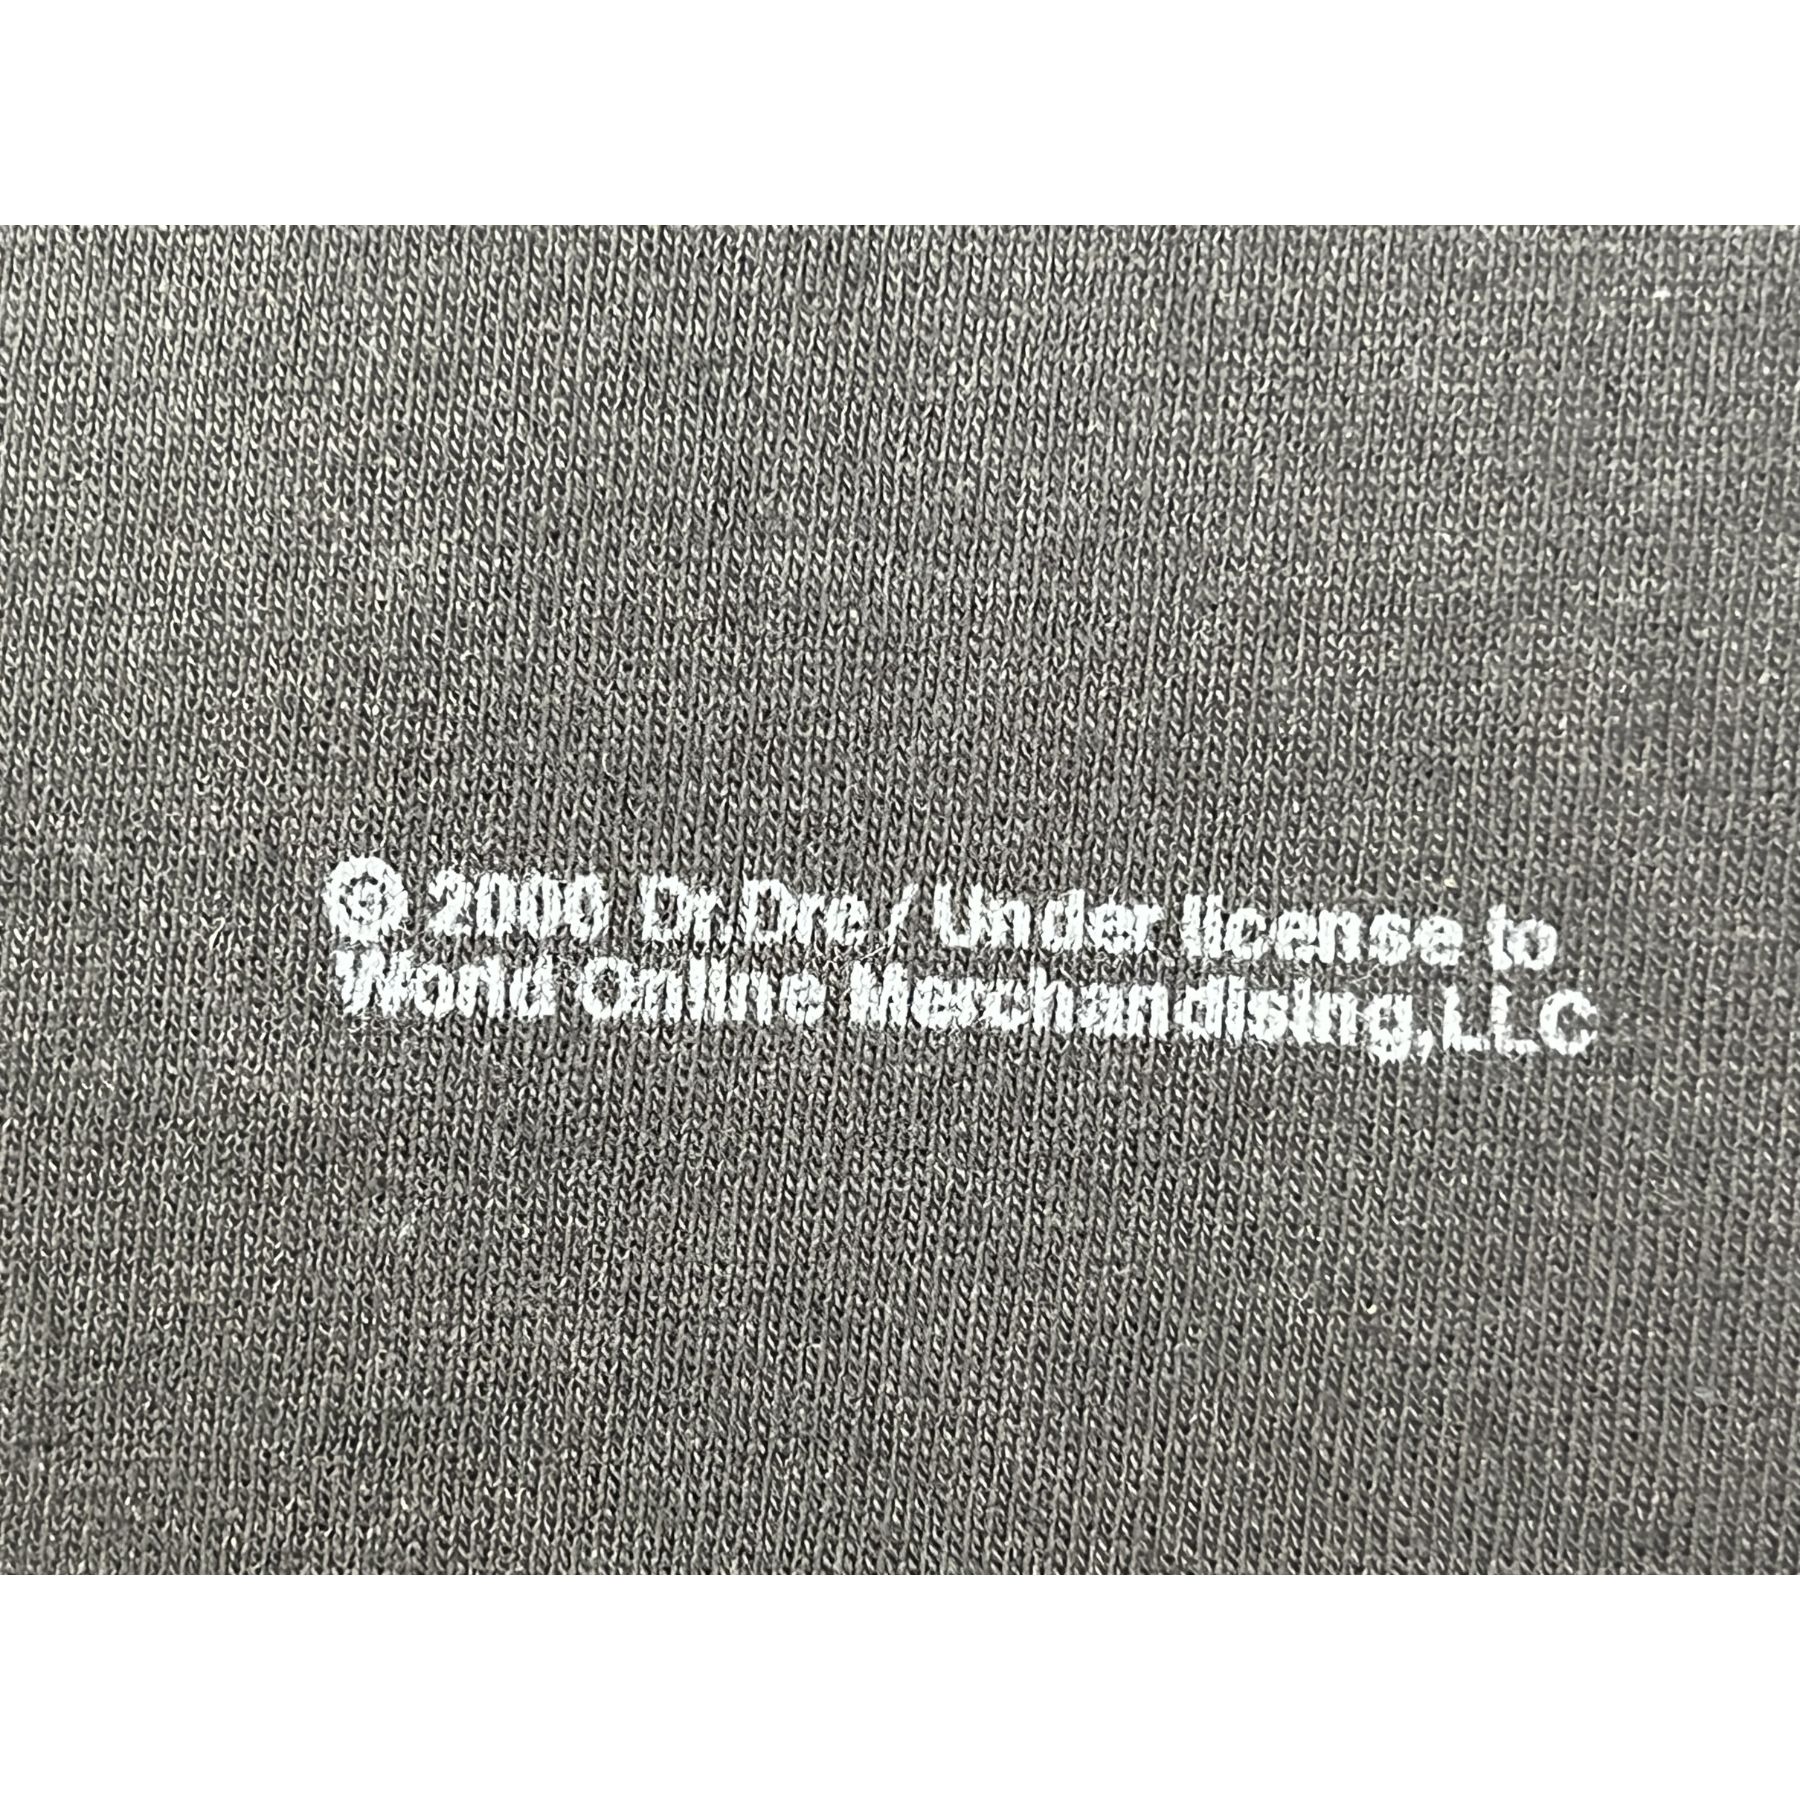 © 2000 Dr.Dre / Under license to
World Online Merchandising,LLC